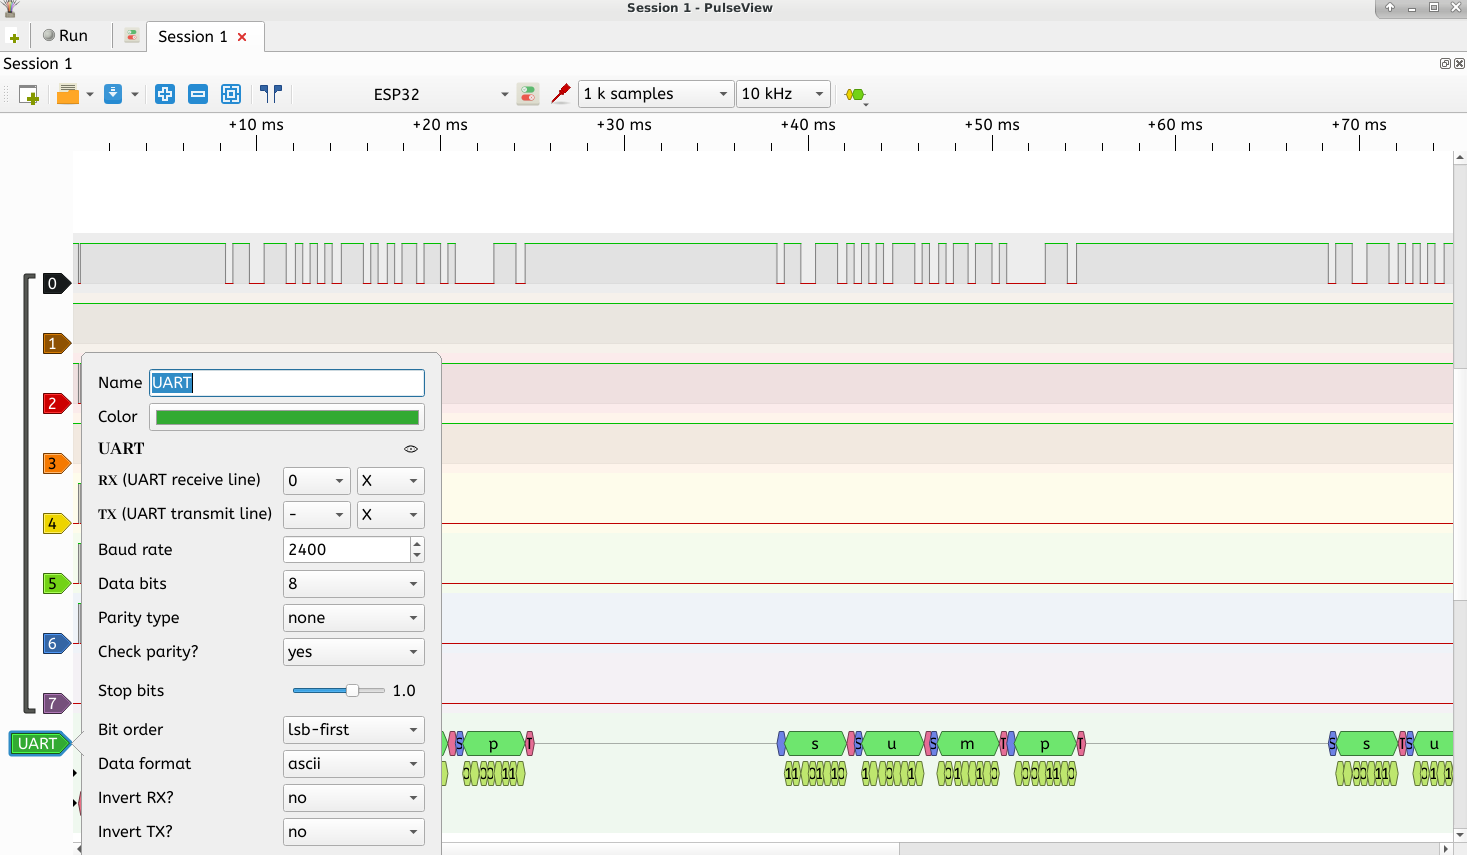 Session 1 - PulseView
Run
Session 1
Session 1
ESP32
1 k samples
10 kHz
+10 ms +20 ms +30 ms +40 ms +50 ms +60 ms +70 ms
0
1
2
3
4
5
6
7
UART
Name UART
Color
UART
RX (UART receive line) 0 X
TX (UART transmit line) - X
Baud rate 2400
Data bits 8
Parity type none
Check parity? yes
Stop bits 1.0
Bit order lsb-first
Data format ascii
Invert RX? no
Invert TX? no
S p T s T S u S m T p T S s T S u